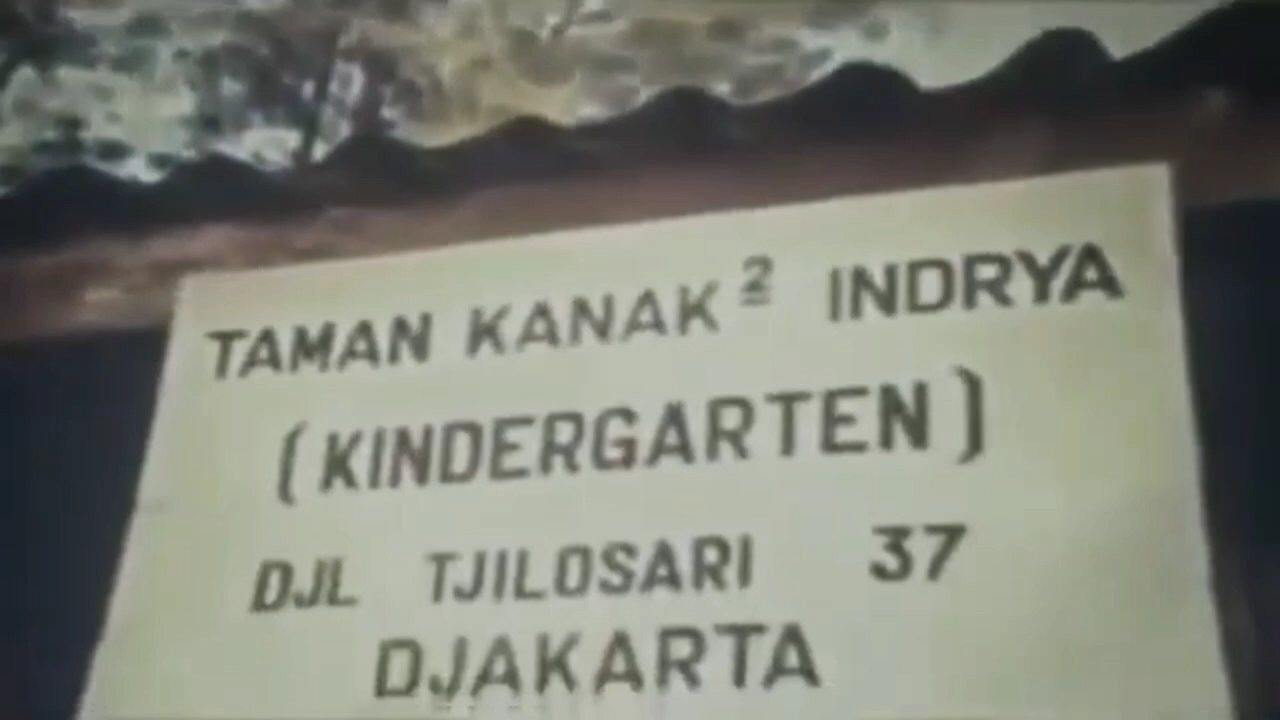 TAMAN KANAK² INDRYA
(KINDERGARTEN)
DJL TJILOSARI 37
DJAKARTA